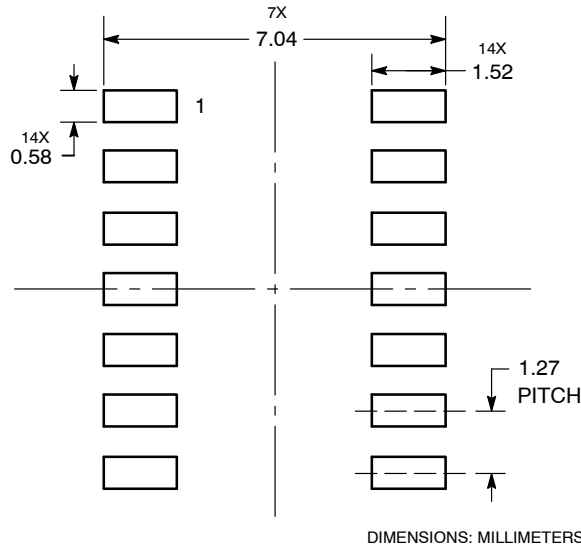 7X
7.04
14X
1.52
1
14X
0.58
1.27
PITCH
DIMENSIONS: MILLIMETERS